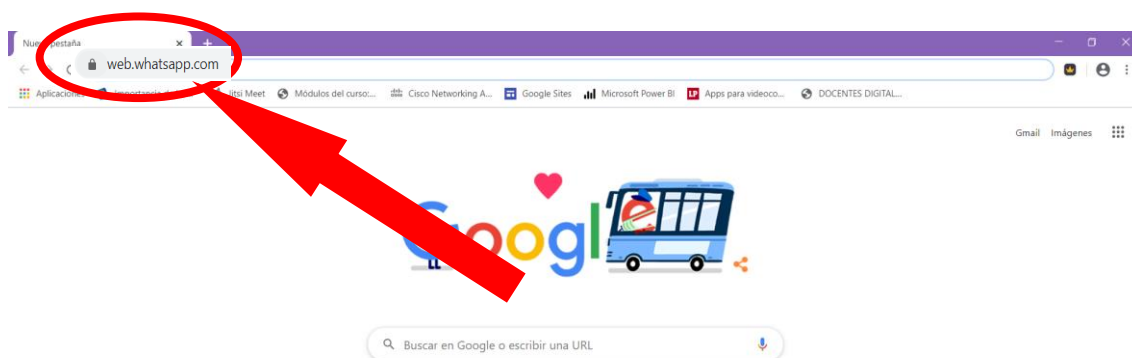 Nueva pestaña
web.whatsapp.com
Aplicaciones Jitsi Meet Módulos del curso:... Cisco Networking A... Google Sites Microsoft Power BI Apps para videoco... DOCENTES DIGITAL...
Gmail Imágenes
Google
Buscar en Google o escribir una URL